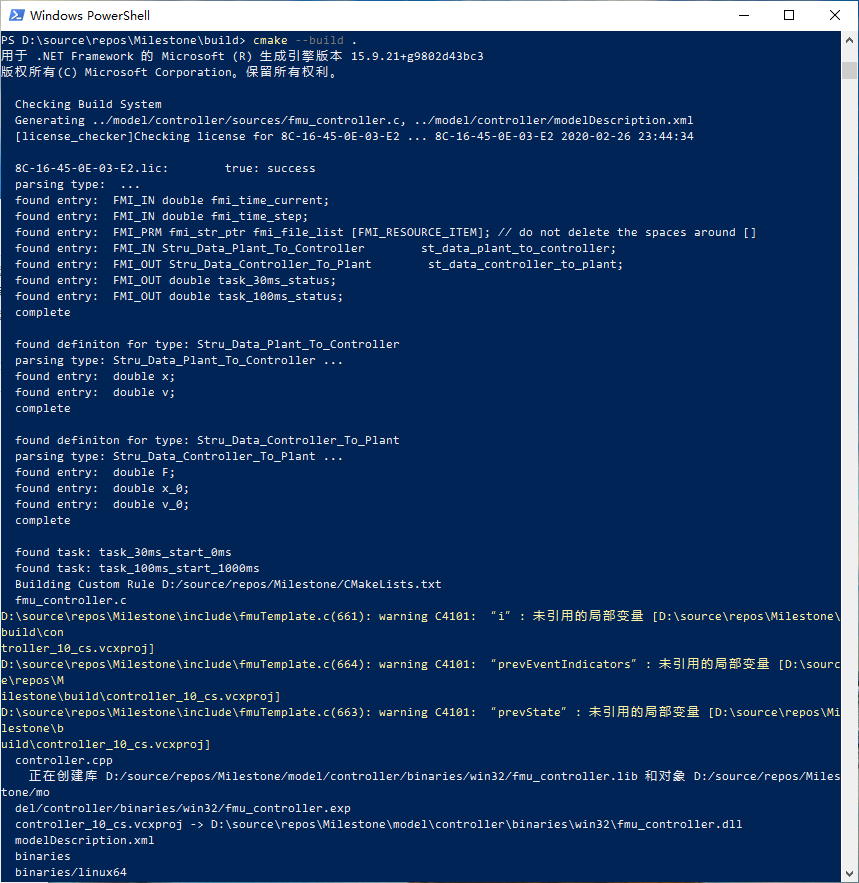 Windows PowerShell
PS D:\source\repos\Milestone\build> cmake --build .
用于 .NET Framework 的 Microsoft (R) 生成引擎版本 15.9.21+g9802d43bc3
版权所有(C) Microsoft Corporation。保留所有权利。
Checking Build System
Generating ../model/controller/sources/fmu_controller.c, ../model/controller/modelDescription.xml
[license_checker]Checking license for 8C-16-45-0E-03-E2 ... 8C-16-45-0E-03-E2 2020-02-26 23:44:34
8C-16-45-0E-03-E2.lic: true: success
parsing type: ...
found entry: FMI_IN double fmi_time_current;
found entry: FMI_IN double fmi_time_step;
found entry: FMI_PRM fmi_str_ptr fmi_file_list [FMI_RESOURCE_ITEM]; // do not delete the spaces around []
found entry: FMI_IN Stru_Data_Plant_To_Controller st_data_plant_to_controller;
found entry: FMI_OUT Stru_Data_Controller_To_Plant st_data_controller_to_plant;
found entry: FMI_OUT double task_30ms_status;
found entry: FMI_OUT double task_100ms_status;
complete
found definiton for type: Stru_Data_Plant_To_Controller
parsing type: Stru_Data_Plant_To_Controller ...
found entry: double x;
found entry: double v;
complete
found definiton for type: Stru_Data_Controller_To_Plant
parsing type: Stru_Data_Controller_To_Plant ...
found entry: double F;
found entry: double x_0;
found entry: double v_0;
complete
found task: task_30ms_start_0ms
found task: task_100ms_start_1000ms
Building Custom Rule D:/source/repos/Milestone/CMakeLists.txt
fmu_controller.c
D:\source\repos\Milestone\include\fmuTemplate.c(661): warning C4101: “i”: 未引用的局部变量 [D:\source\repos\Milestone\
build\con
troller_10_cs.vcxproj]
D:\source\repos\Milestone\include\fmuTemplate.c(664): warning C4101: “prevEventIndicators”: 未引用的局部变量 [D:\sourc
e\repos\M
ilestone\build\controller_10_cs.vcxproj]
D:\source\repos\Milestone\include\fmuTemplate.c(663): warning C4101: “prevState”: 未引用的局部变量 [D:\source\repos\Mi
lestone\b
uild\controller_10_cs.vcxproj]
controller.cpp
正在创建库 D:/source/repos/Milestone/model/controller/binaries/win32/fmu_controller.lib 和对象 D:/source/repos/Miles
tone/mo
del/controller/binaries/win32/fmu_controller.exp
controller_10_cs.vcxproj -> D:\source\repos\Milestone\model\controller\binaries\win32\fmu_controller.dll
modelDescription.xml
binaries
binaries/linux64